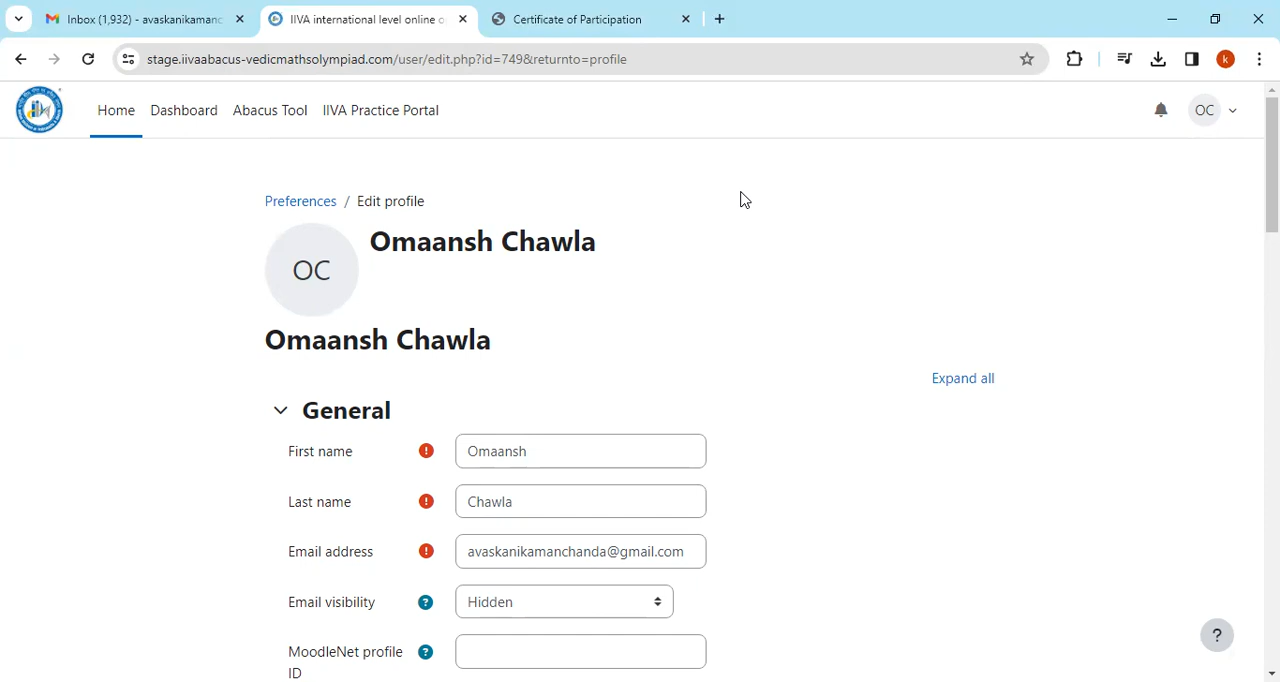 Inbox (1,932) - avaskanikamanc
IIVA international level online o
Certificate of Participation
stage.iivaabacus-vedicmathsolympiad.com/user/edit.php?id=749&returnto=profile
k
Home
Dashboard
Abacus Tool
IIVA Practice Portal
OC
Preferences / Edit profile
OC
Omaansh Chawla
Omaansh Chawla
Expand all
General
First name
Omaansh
Last name
Chawla
Email address
avaskanikamanchanda@gmail.com
Email visibility
?
Hidden
MoodleNet profile
ID
?
?